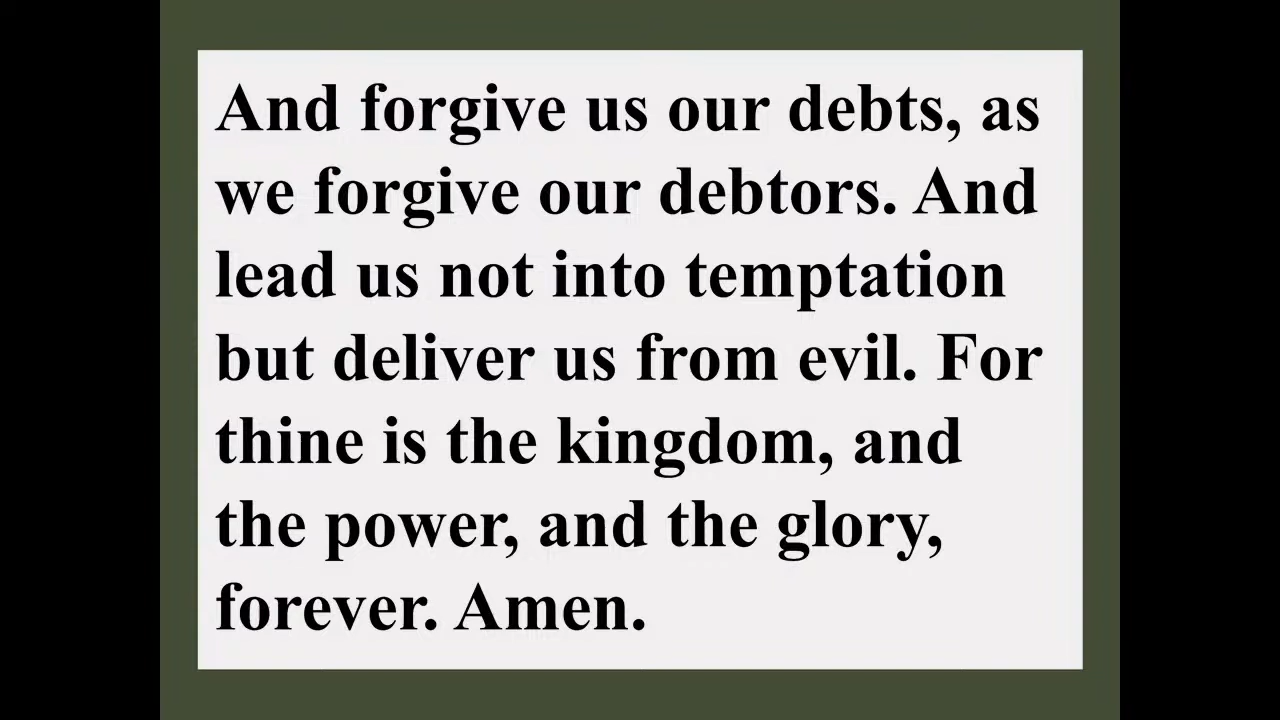 And forgive us our debts, as
we forgive our debtors. And
lead us not into temptation
but deliver us from evil. For
thine is the kingdom, and
the power, and the glory,
forever. Amen.